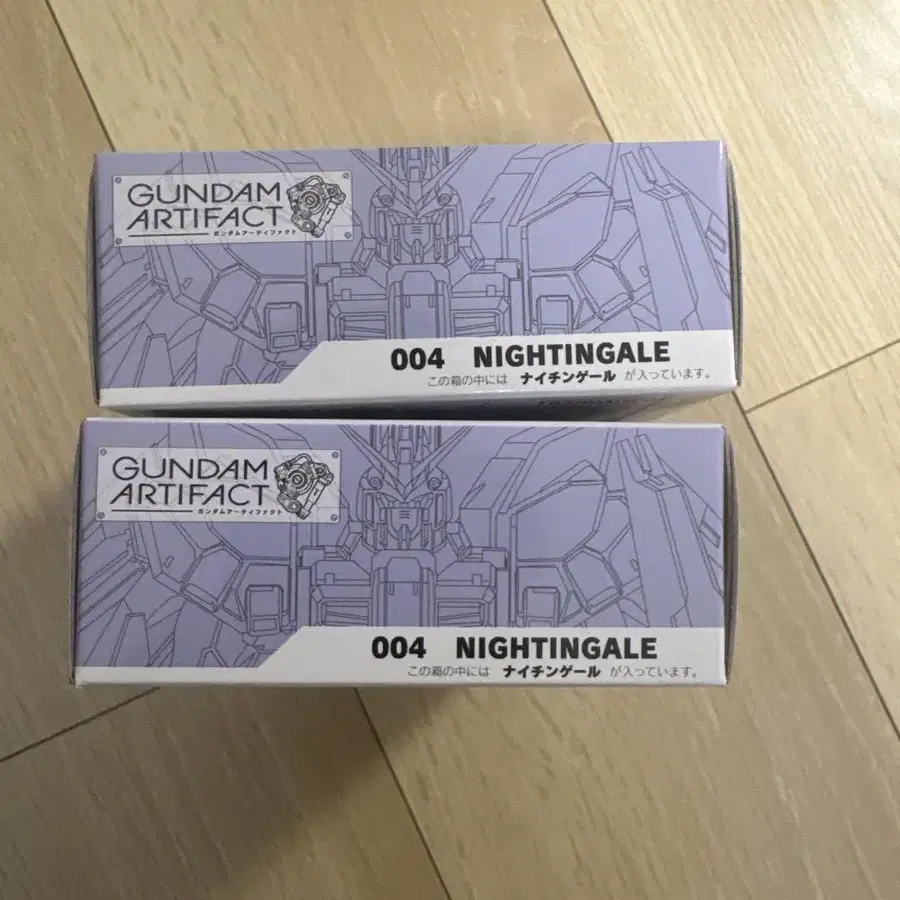 GUNDAM
ARTIFACT
ガンダムアーティファクト
004 NIGHTINGALE
この箱の中には ナイチンゲール が入っています。
GUNDAM
ARTIFACT
ガンダムアーティファクト
004 NIGHTINGALE
この箱の中には ナイチンゲール が入っています。